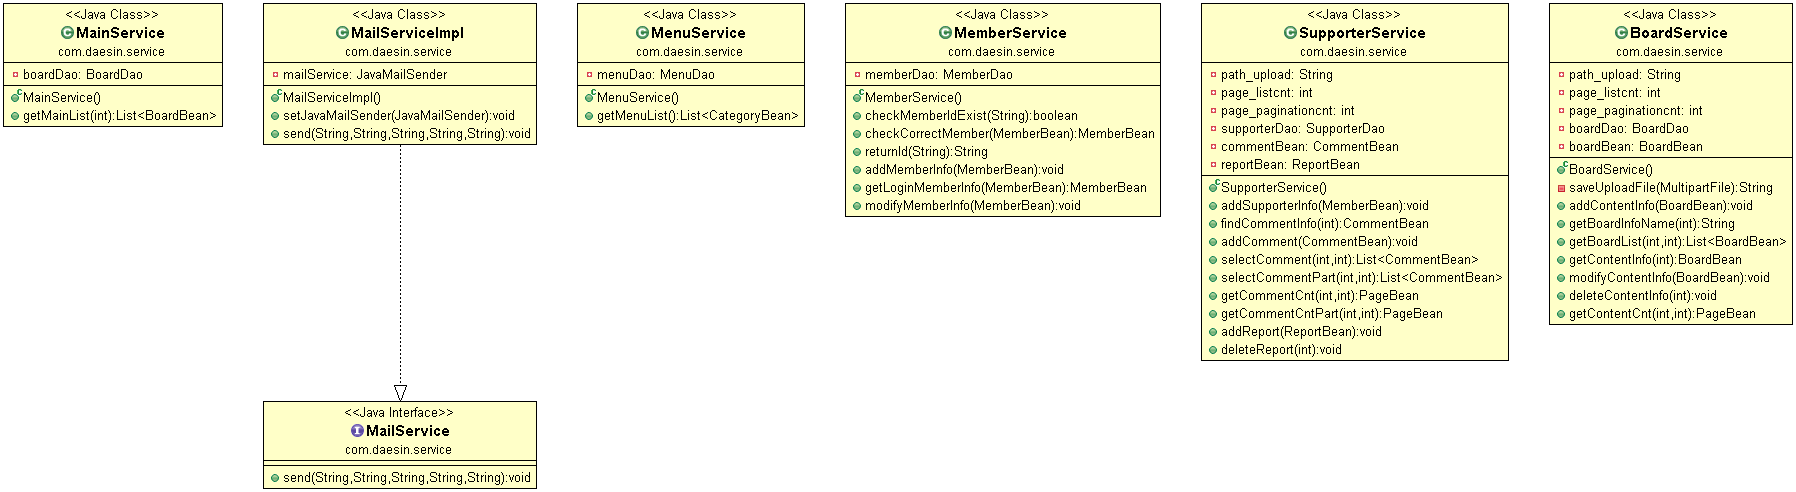 <<Java Class>>
MainService
com.daesin.service
boardDao: BoardDao
MainService()
getMainList(int):List<BoardBean>
<<Java Class>>
MailServiceImpl
com.daesin.service
mailService: JavaMailSender
MailServiceImpl()
setJavaMailSender(JavaMailSender):void
send(String,String,String,String,String):void
<<Java Class>>
MenuService
com.daesin.service
menuDao: MenuDao
MenuService()
getMenuList():List<CategoryBean>
<<Java Class>>
MemberService
com.daesin.service
memberDao: MemberDao
MemberService()
checkMemberIdExist(String):boolean
checkCorrectMember(MemberBean):MemberBean
returnId(String):String
addMemberInfo(MemberBean):void
getLoginMemberInfo(MemberBean):MemberBean
modifyMemberInfo(MemberBean):void
<<Java Class>>
SupporterService
com.daesin.service
path_upload: String
page_listcnt: int
page_paginationcnt: int
supporterDao: SupporterDao
commentBean: CommentBean
reportBean: ReportBean
SupporterService()
addSupporterInfo(MemberBean):void
findCommentInfo(int):CommentBean
addComment(CommentBean):void
selectComment(int,int):List<CommentBean>
selectCommentPart(int,int):List<CommentBean>
getCommentCnt(int,int):PageBean
getCommentCntPart(int,int):PageBean
addReport(ReportBean):void
deleteReport(int):void
<<Java Class>>
BoardService
com.daesin.service
path_upload: String
page_listcnt: int
page_paginationcnt: int
boardDao: BoardDao
boardBean: BoardBean
BoardService()
saveUploadFile(MultipartFile):String
addContentInfo(BoardBean):void
getBoardInfoName(int):String
getBoardList(int,int):List<BoardBean>
getContentInfo(int):BoardBean
modifyContentInfo(BoardBean):void
deleteContentInfo(int):void
getContentCnt(int,int):PageBean
<<Java Interface>>
MailService
com.daesin.service
send(String,String,String,String,String):void